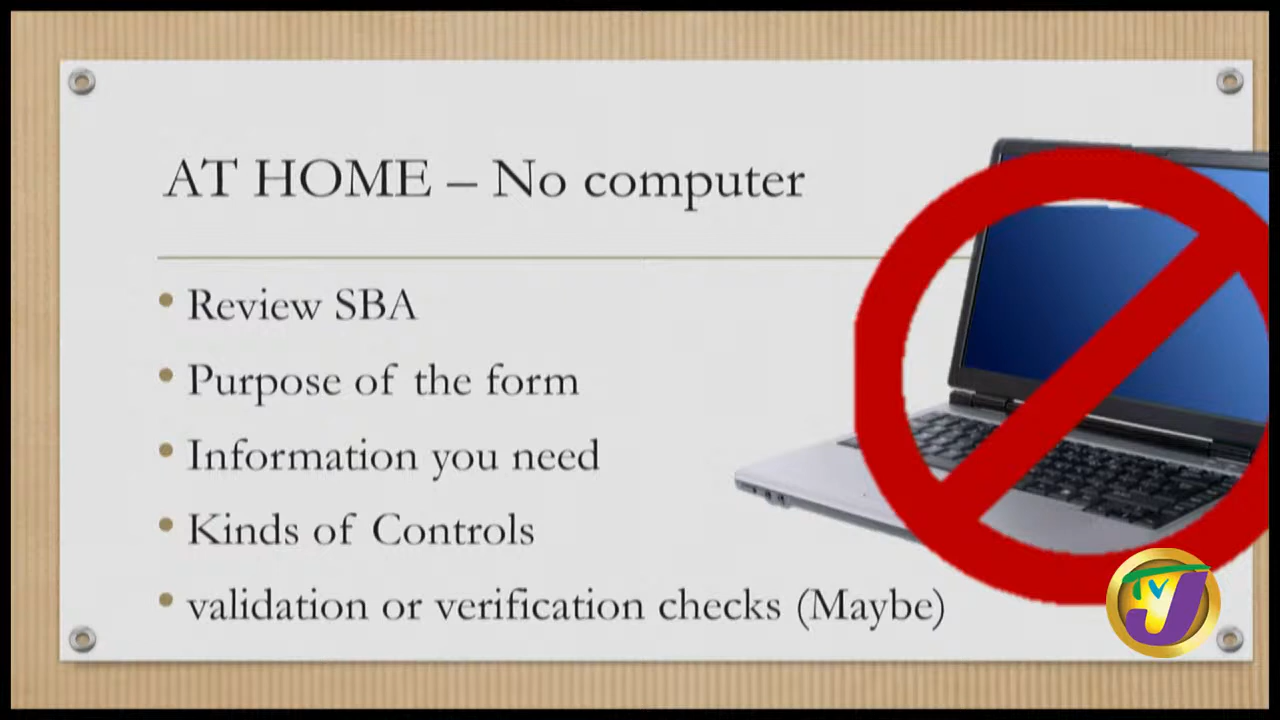 AT HOME – No computer
• Review SBA
• Purpose of the form
• Information you need
• Kinds of Controls
• validation or verification checks (Maybe)
TVJ